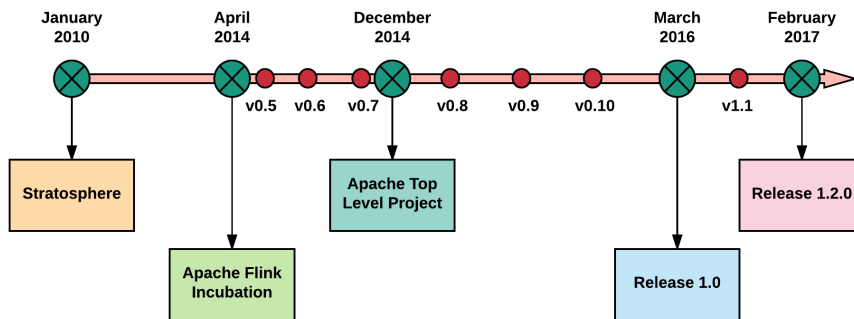 January
2010
April
2014
December
2014
March
2016
February
2017
v0.5
v0.6
v0.7
v0.8
v0.9
v0.10
v1.1
Stratosphere
Apache Top
Level Project
Release 1.2.0
Apache Flink
Incubation
Release 1.0